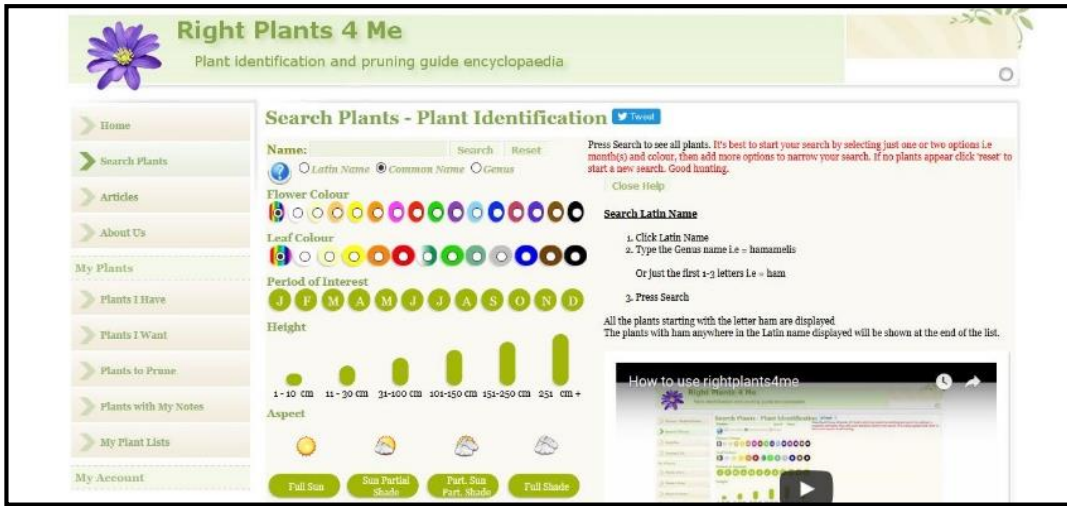 Right Plants 4 Me
Plant identification and pruning guide encyclopaedia
Home
Search Plants
Articles
About Us
My Plants
Plants I Have
Plants I Want
Plants to Prune
Plants with My Notes
My Plant Lists
My Account
Search Plants - Plant Identification
Tweet
Name:
Search Reset
Latin Name Common Name Genus
Flower Colour
Leaf Colour
Period of Interest
J F M A M J J A S O N D
Height
1 - 10 cm 11 - 30 cm 31-100 cm 101-150 cm 151-250 cm 251 cm +
Aspect
Full Sun
Sun Partial
Shade
Part. Sun
Part. Shade
Full Shade
Press Search to see all plants. It's best to start your search by selecting just one or two options i.e
month(s) and colour, then add more options to narrow your search. If no plants appear click 'reset' to
start a new search. Good hunting.
Close Help
Search Latin Name
1. Click Latin Name
2. Type the Genus name i.e = hamamelis
Or just the first 1-3 letters i.e = ham
3. Press Search
All the plants starting with the letter ham are displayed
The plants with ham anywhere in the Latin name displayed will be shown at the end of the list.
How to use rightplants4me
Right Plants 4 Me
Search Plants - Plant Identification